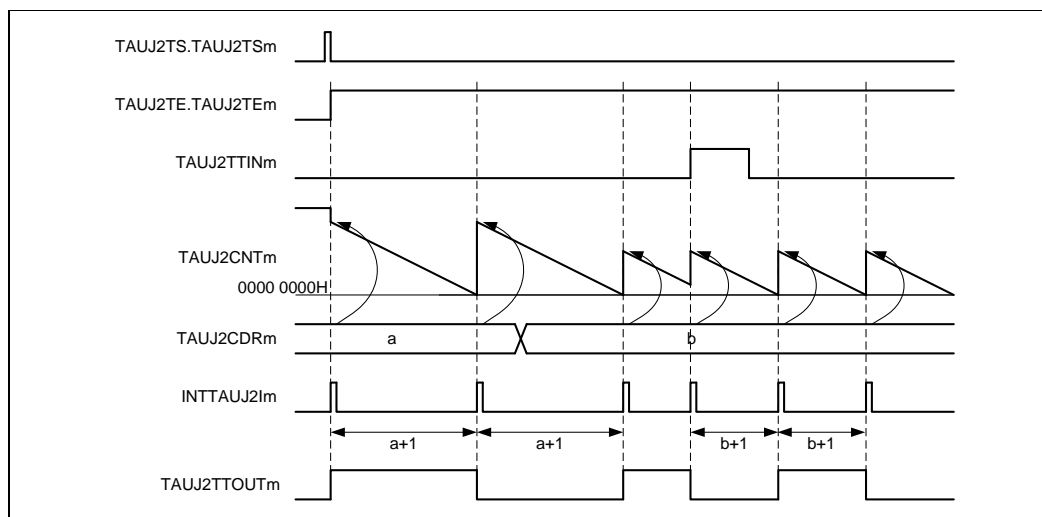 TAUJ2TS.TAUJ2TSm
TAUJ2TE.TAUJ2TEm
TAUJ2TTINm
TAUJ2CNTm
0000 0000H
TAUJ2CDRm
a
b
INTTAUJ2Im
a+1
a+1
b+1
b+1
TAUJ2TTOUTm